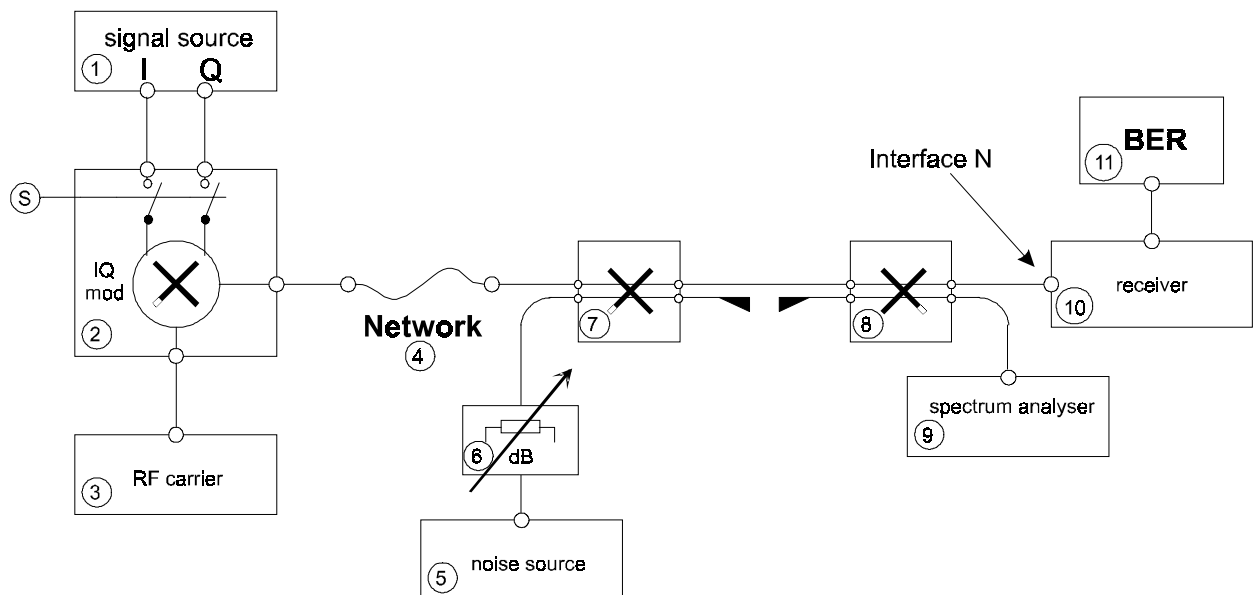 signal source
I Q
1
S
IQ
mod
2
RF carrier
3
Network
4
noise source
5
6
dB
7
8
spectrum analyser
9
Interface N
receiver
10
BER
11